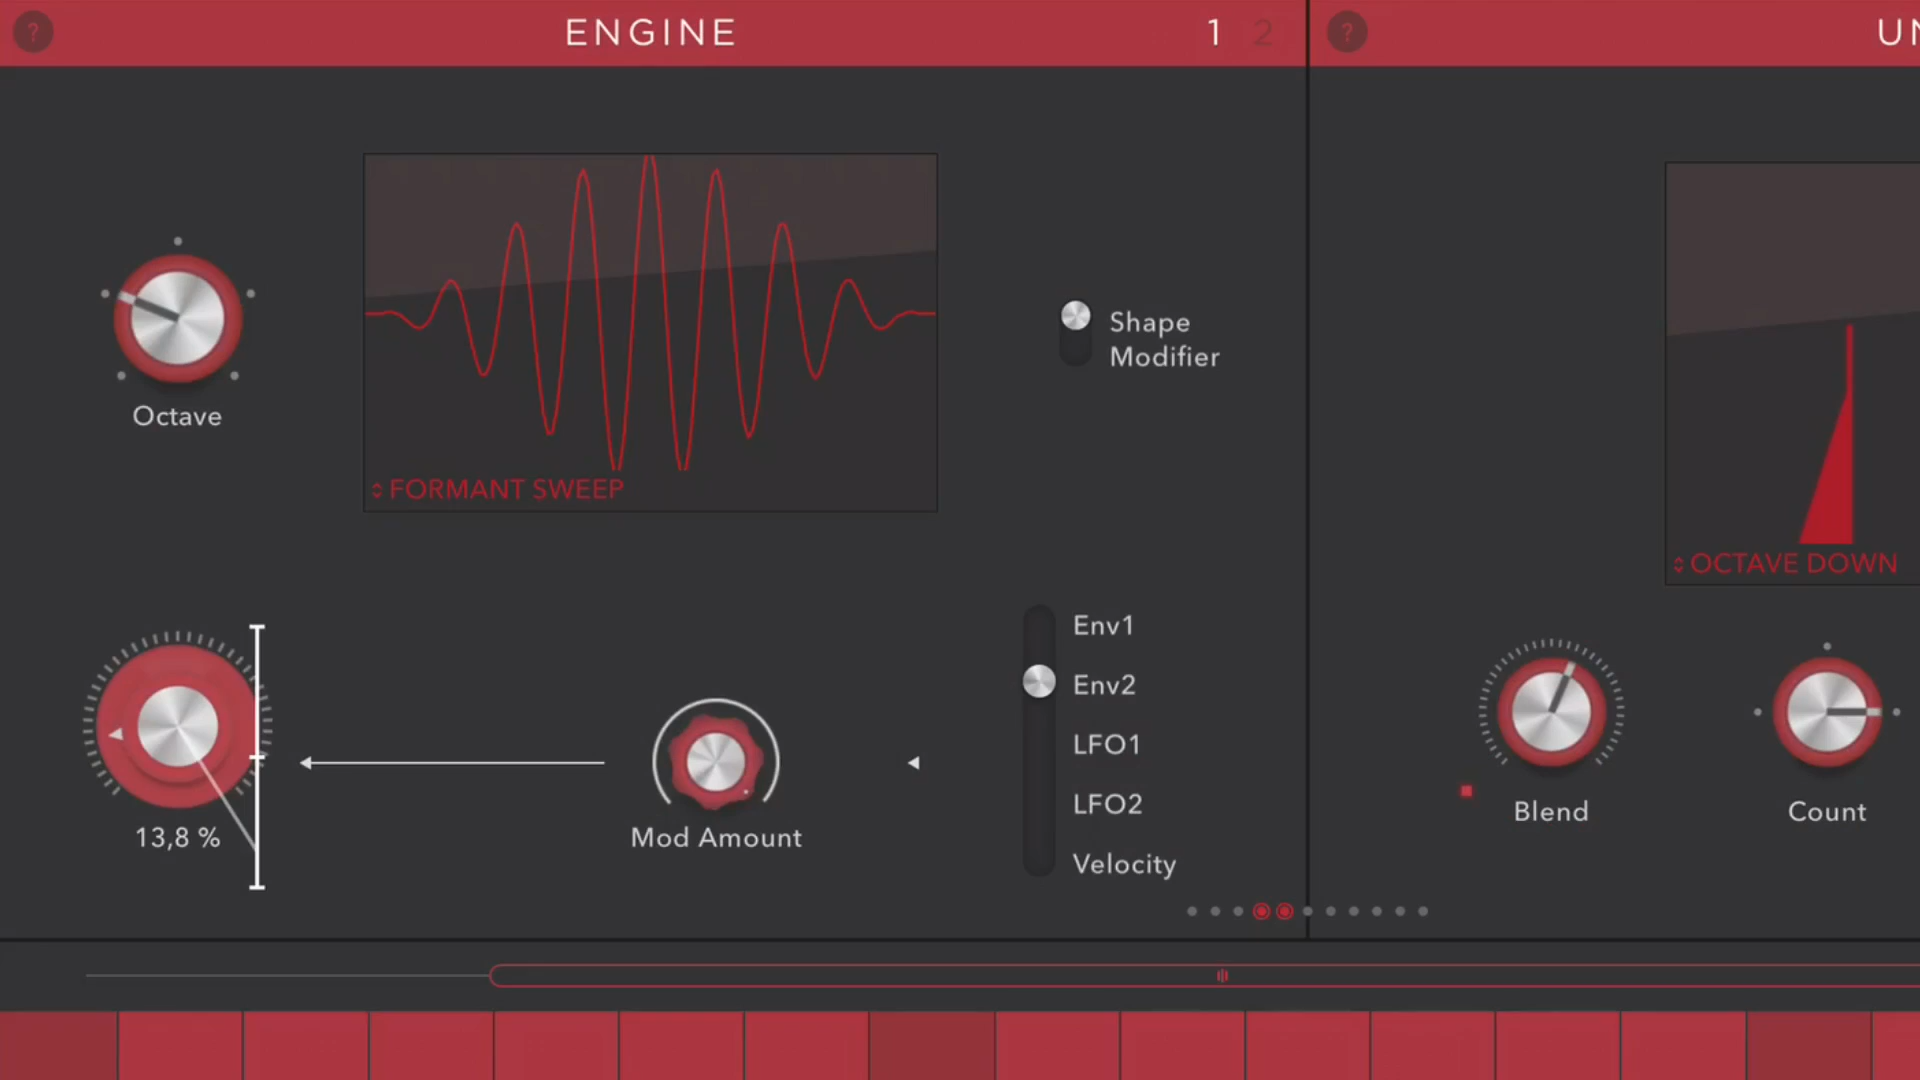 ?
ENGINE
1
2
?
UN
Octave
FORMANT SWEEP
Shape
Modifier
OCTAVE DOWN
13,8 %
Mod Amount
Env1
Env2
LFO1
LFO2
Velocity
Blend
Count